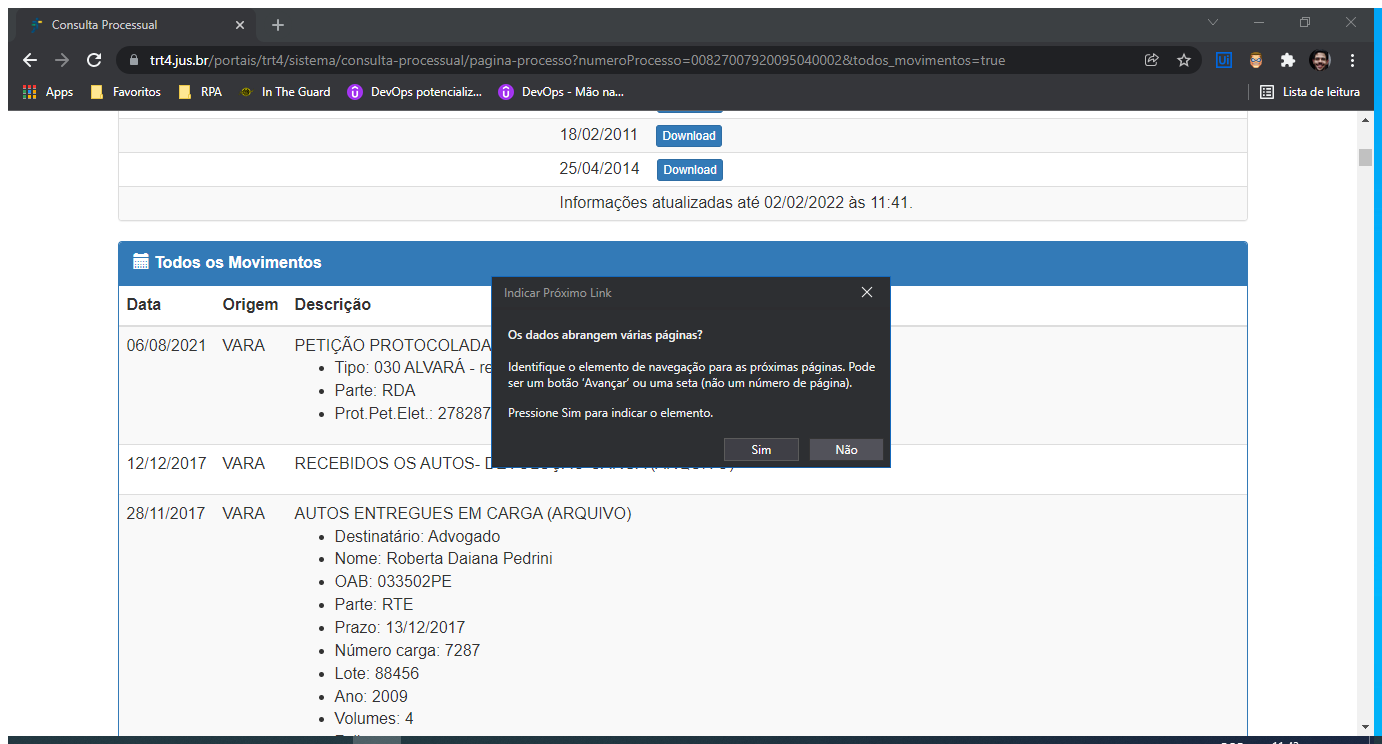 Consulta Processual
trt4.jus.br/portais/trt4/sistema/consulta-processual/pagina-processo?numeroProcesso=00827007920095040002&todos_movimentos=true
Apps Favoritos RPA In The Guard DevOps potencializ... DevOps - Mão na... Lista de leitura
18/02/2011 Download
25/04/2014 Download
Informações atualizadas até 02/02/2022 às 11:41.
Todos os Movimentos
Data Origem Descrição
06/08/2021 VARA PETIÇÃO PROTOCOLADA
Tipo: 030 ALVARÁ - re
Parte: RDA
Prot.Pet.Elet.: 278287
12/12/2017 VARA RECEBIDOS OS AUTOS-
28/11/2017 VARA AUTOS ENTREGUES EM CARGA (ARQUIVO)
Destinatário: Advogado
Nome: Roberta Daiana Pedrini
OAB: 033502PE
Parte: RTE
Prazo: 13/12/2017
Número carga: 7287
Lote: 88456
Ano: 2009
Volumes: 4
Indicar Próximo Link
Os dados abrangem várias páginas?
Identifique o elemento de navegação para as próximas páginas. Pode
ser um botão 'Avançar' ou uma seta (não um número de página).
Pressione Sim para indicar o elemento.
Sim Não